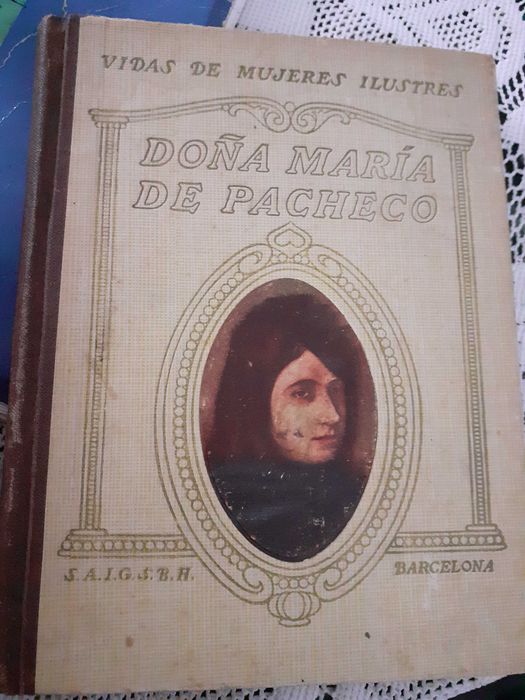 VIDAS DE MUJERES ILUSTRES
DOÑA MARÍA
DE PACHECO
S.A.I.G.S.B.H. BARCELONA